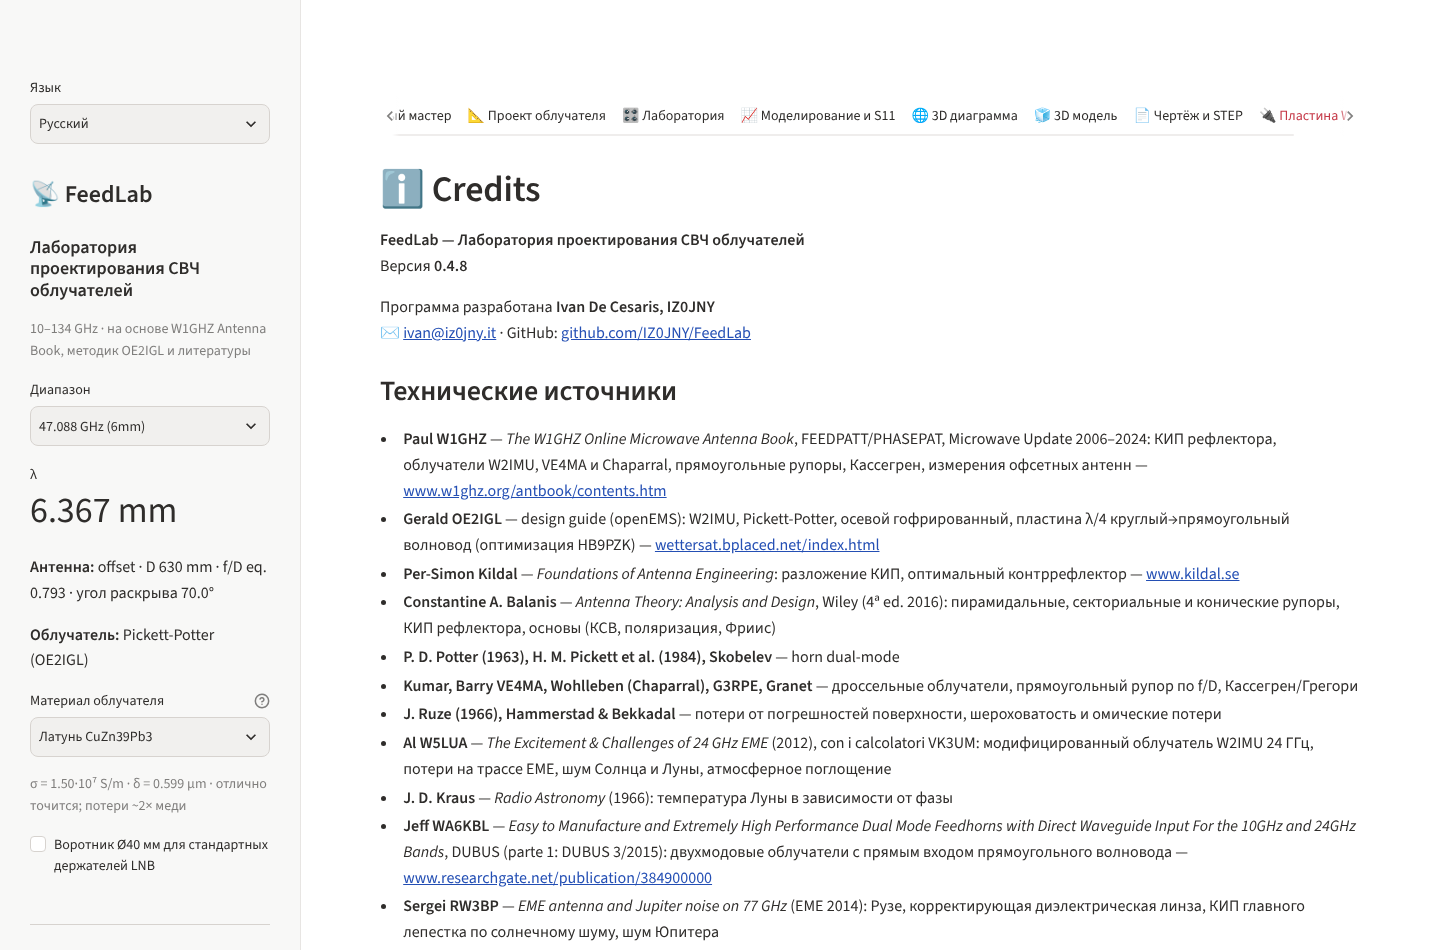 Язык
Русский
📡 FeedLab
Лаборатория
проектирования СВЧ
облучателей
10–134 GHz · на основе W1GHZ Antenna
Book, методик OE2IGL и литературы
Диапазон
47.088 GHz (6mm)
λ
6.367 mm
Антенна: offset · D 630 mm · f/D eq.
0.793 · угол раскрыва 70.0°
Облучатель: Pickett-Potter
(OE2IGL)
Материал облучателя
Латунь CuZn39Pb3
σ = 1.50·10⁷ S/m · δ = 0.599 µm · отлично
точится; потери ~2× меди
Воротник Ø40 мм для стандартных
держателей LNB
й мастер 📐 Проект облучателя 🎛️ Лаборатория 📈 Моделирование и S11 🌐 3D диаграмма 🧊 3D модель 📄 Чертёж и STEP 🔌 Пластина
ℹ️ Credits
FeedLab — Лаборатория проектирования СВЧ облучателей
Версия 0.4.8
Программа разработана Ivan De Cesaris, IZ0JNY
✉️ ivan@iz0jny.it · GitHub: github.com/IZ0JNY/FeedLab
Технические источники
• Paul W1GHZ — The W1GHZ Online Microwave Antenna Book, FEEDPATT/PHASEPAT, Microwave Update 2006–2024: КИП рефлектора,
облучатели W2IMU, VE4MA и Chaparral, прямоугольные рупоры, Кассегрен, измерения офсетных антенн —
www.w1ghz.org/antbook/contents.htm
• Gerald OE2IGL — design guide (openEMS): W2IMU, Pickett-Potter, осевой гофрированный, пластина λ/4 круглый→прямоугольный
волновод (оптимизация HB9PZK) — wettersat.bplaced.net/index.html
• Per-Simon Kildal — Foundations of Antenna Engineering: разложение КИП, оптимальный контррефлектор — www.kildal.se
• Constantine A. Balanis — Antenna Theory: Analysis and Design, Wiley (4ª ed. 2016): пирамидальные, секториальные и конические рупоры,
КИП рефлектора, основы (КСВ, поляризация, Фриис)
• P. D. Potter (1963), H. M. Pickett et al. (1984), Skobelev — horn dual-mode
• Kumar, Barry VE4MA, Wohlleben (Chaparral), G3RPE, Granet — дроссельные облучатели, прямоугольный рупор по f/D, Кассегрен/Грегори
• J. Ruze (1966), Hammerstad & Bekkadal — потери от погрешностей поверхности, шероховатость и омические потери
• Al W5LUA — The Excitement & Challenges of 24 GHz EME (2012), con i calcolatori VK3UM: модифицированный облучатель W2IMU 24 ГГц,
потери на трассе EME, шум Солнца и Луны, атмосферное поглощение
• J. D. Kraus — Radio Astronomy (1966): температура Луны в зависимости от фазы
• Jeff WA6KBL — Easy to Manufacture and Extremely High Performance Dual Mode Feedhorns with Direct Waveguide Input For the 10GHz and 24GHz
Bands, DUBUS (parte 1: DUBUS 3/2015): двухмодовые облучатели с прямым входом прямоугольного волновода —
www.researchgate.net/publication/384900000
• Sergei RW3BP — EME antenna and Jupiter noise on 77 GHz (EME 2014): Рузе, корректирующая диэлектрическая линза, КИП главного
лепестка по солнечному шуму, шум Юпитера